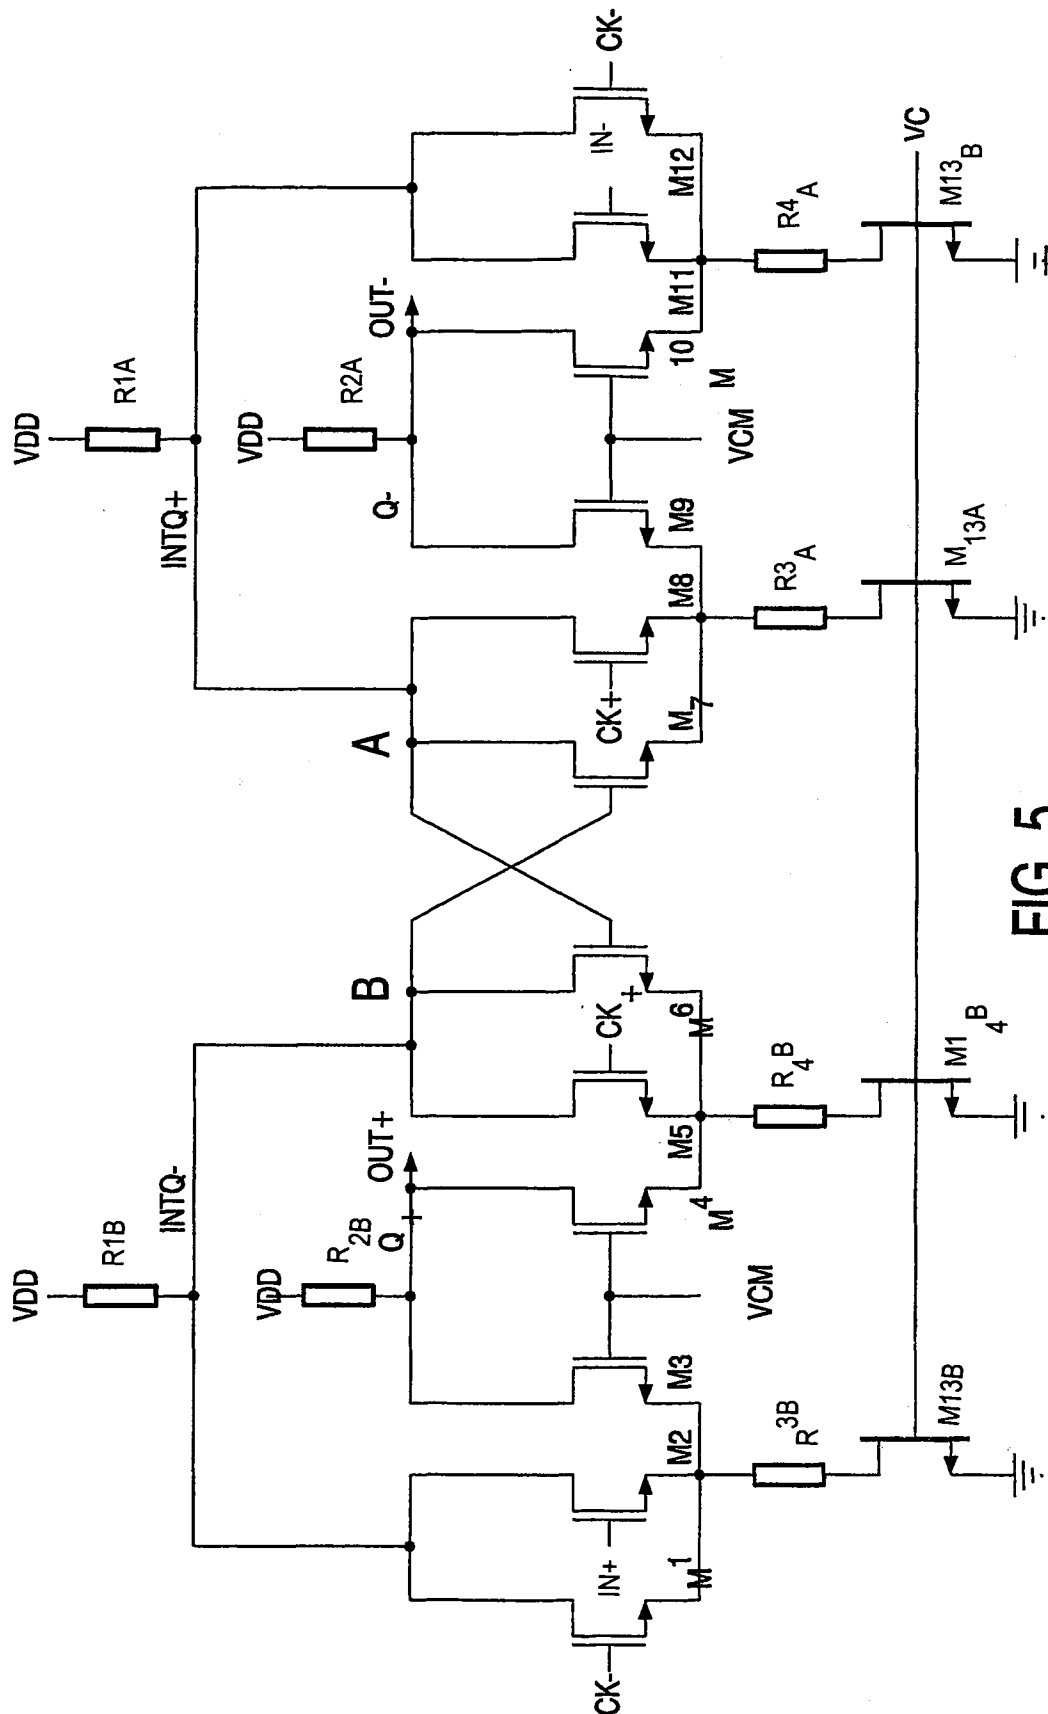 VDD
R1B
INTQ-
VDD
R2B
Q+
OUT+
B
A
VDD
R1A
INTQ+
VDD
R2A
Q-
OUT-
CK-
IN+
M1
M2
M3
VCM
M4
M5
CK+
M6
M7
CK+
M8
M9
VCM
M10
M11
IN-
M12
CK-
R3B
R4B
R3A
R4A
M13B
M14B
M13A
M13B
VC
FIG 5